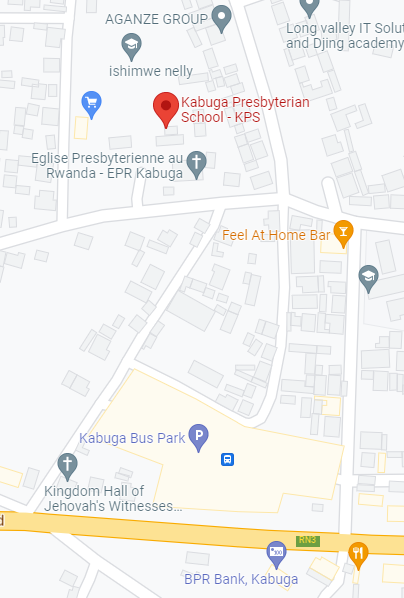 AGANZE GROUP
Long valley IT Solut
and Djing academy
ishimwe nelly
Kabuga Presbyterian
School - KPS
Eglise Presbyterienne au
Rwanda - EPR Kabuga
Feel At Home Bar
Kabuga Bus Park
P
Kingdom Hall of
Jehovah's Witnesses...
d
RN3
BPR Bank, Kabuga